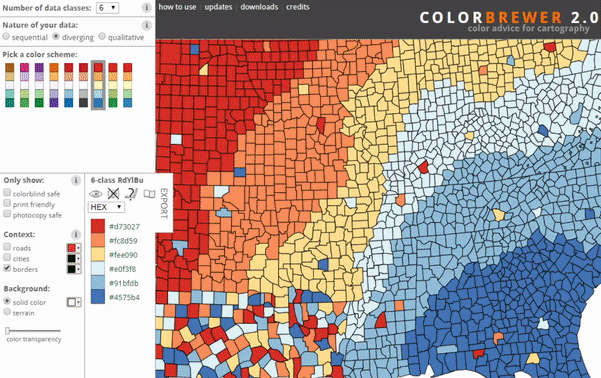 Number of data classes: 6
i
how to use | updates | downloads | credits
COLORBREWER 2.0
color advice for cartography
Nature of your data:
i
sequential diverging qualitative
Pick a color scheme:
Only show:
i
colorblind safe
print friendly
photocopy safe
Context:
i
roads
cities
borders
Background:
solid color
terrain
color transparency
6-class RdYlBu
EXPORT
HEX
#d73027
#fc8d59
#fee090
#e0f3f8
#91bfdb
#4575b4